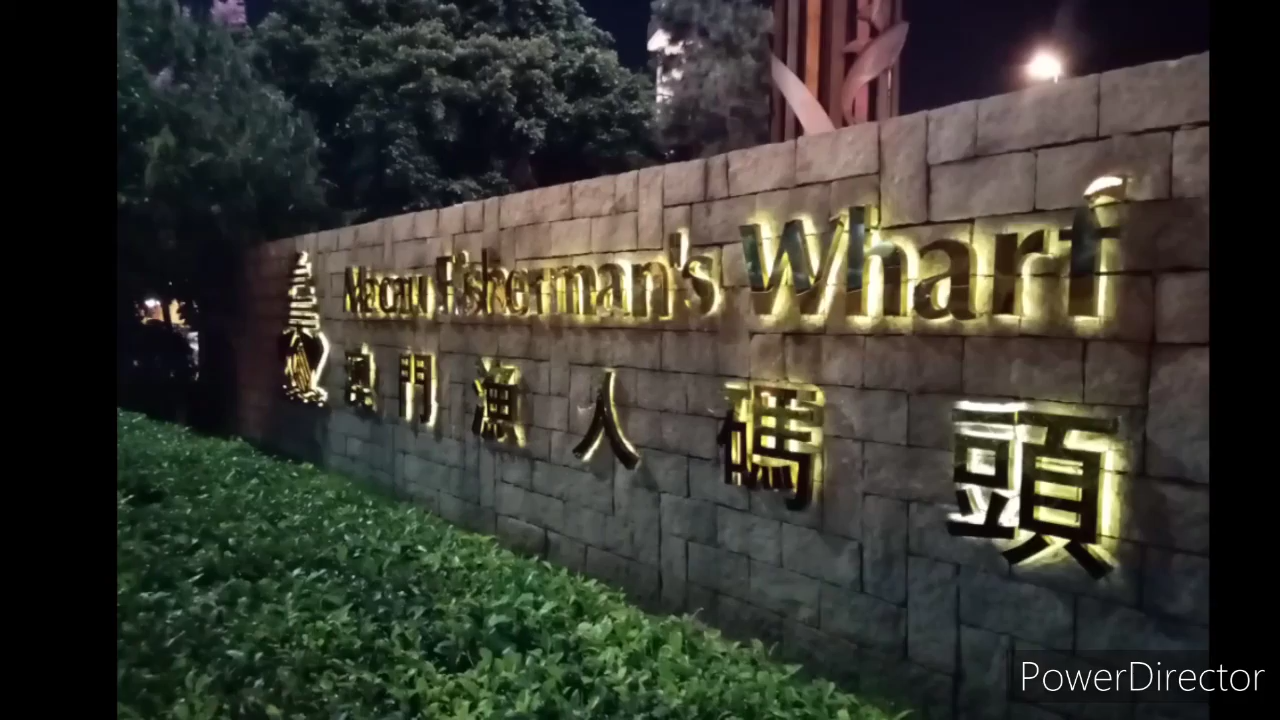 Macau Fisherman's Wharf
澳門漁人碼頭
PowerDirector